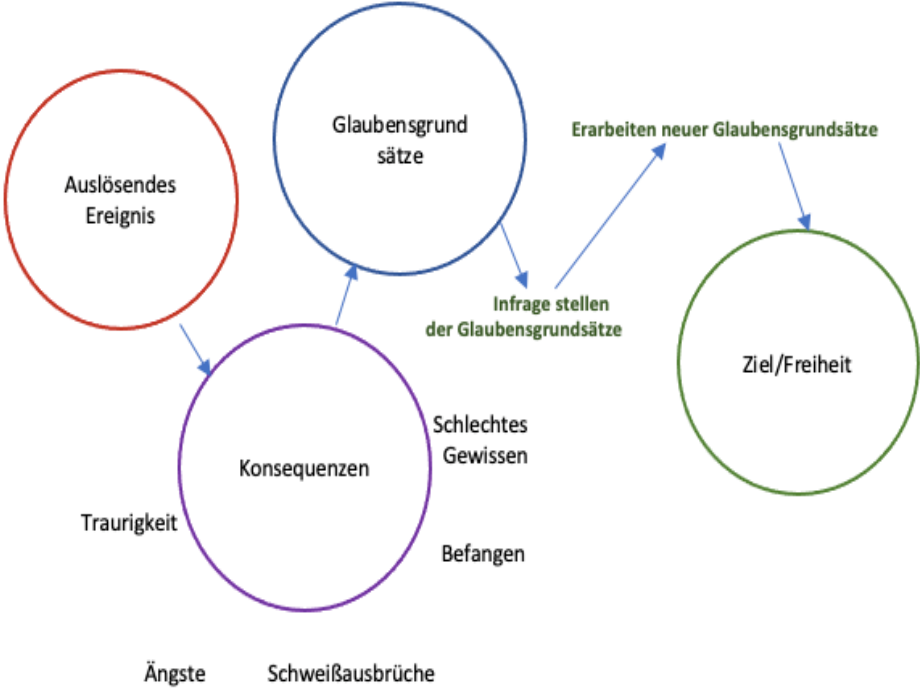 Glaubensgrund
sätze
Erarbeiten neuer Glaubensgrundsätze
Auslösendes
Ereignis
Infrage stellen
der Glaubensgrundsätze
Ziel/Freiheit
Schlechtes
Gewissen
Konsequenzen
Traurigkeit
Befangen
Ängste
Schweißausbrüche